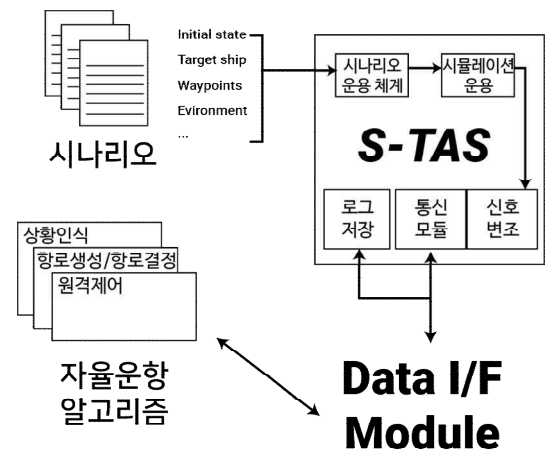 Initial state
Target ship
Waypoints
Evironment
...
시나리오
시나리오
운용 체계
시뮬레이션
운용
S-TAS
로그
저장
통신
모듈
신호
변조
상황인식
항로생성/항로결정
원격제어
자율운항
알고리즘
Data I/F
Module